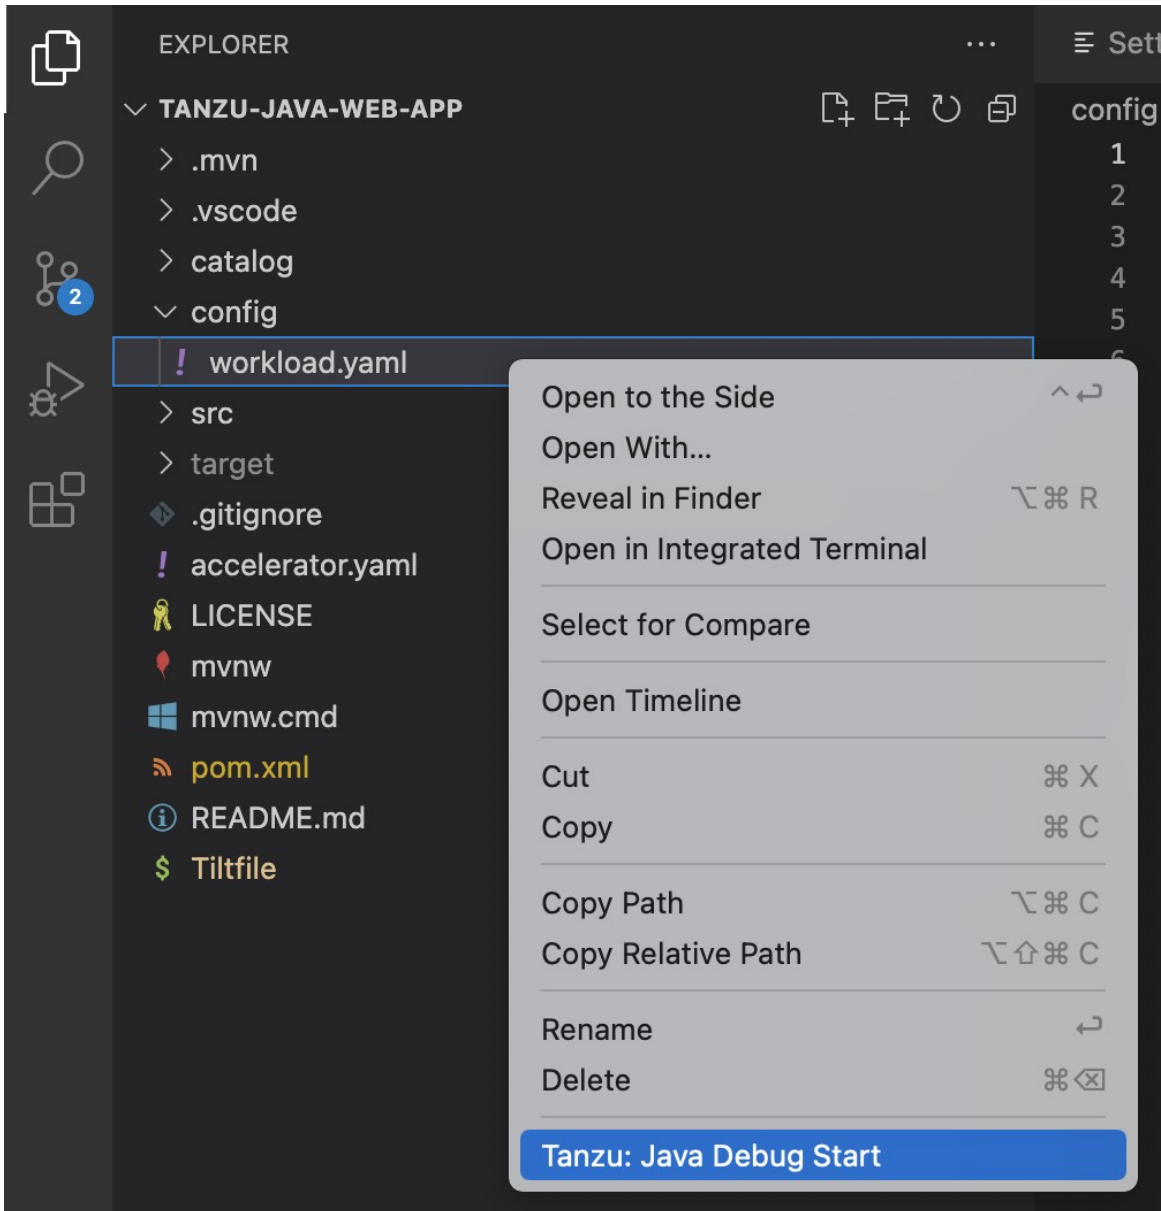 EXPLORER
...
TANZU-JAVA-WEB-APP
.mvn
.vscode
catalog
config
! workload.yaml
src
target
.gitignore
! accelerator.yaml
LICENSE
mvnw
mvnw.cmd
pom.xml
README.md
$ Tiltfile
2
Sett
config
1
2
3
4
5
Open to the Side ^ ↩
Open With...
Reveal in Finder ⌥ ⌘ R
Open in Integrated Terminal
Select for Compare
Open Timeline
Cut ⌘ X
Copy ⌘ C
Copy Path ⌥ ⌘ C
Copy Relative Path ⌥ ⇧ ⌘ C
Rename ↩
Delete ⌘ ⌫
Tanzu: Java Debug Start